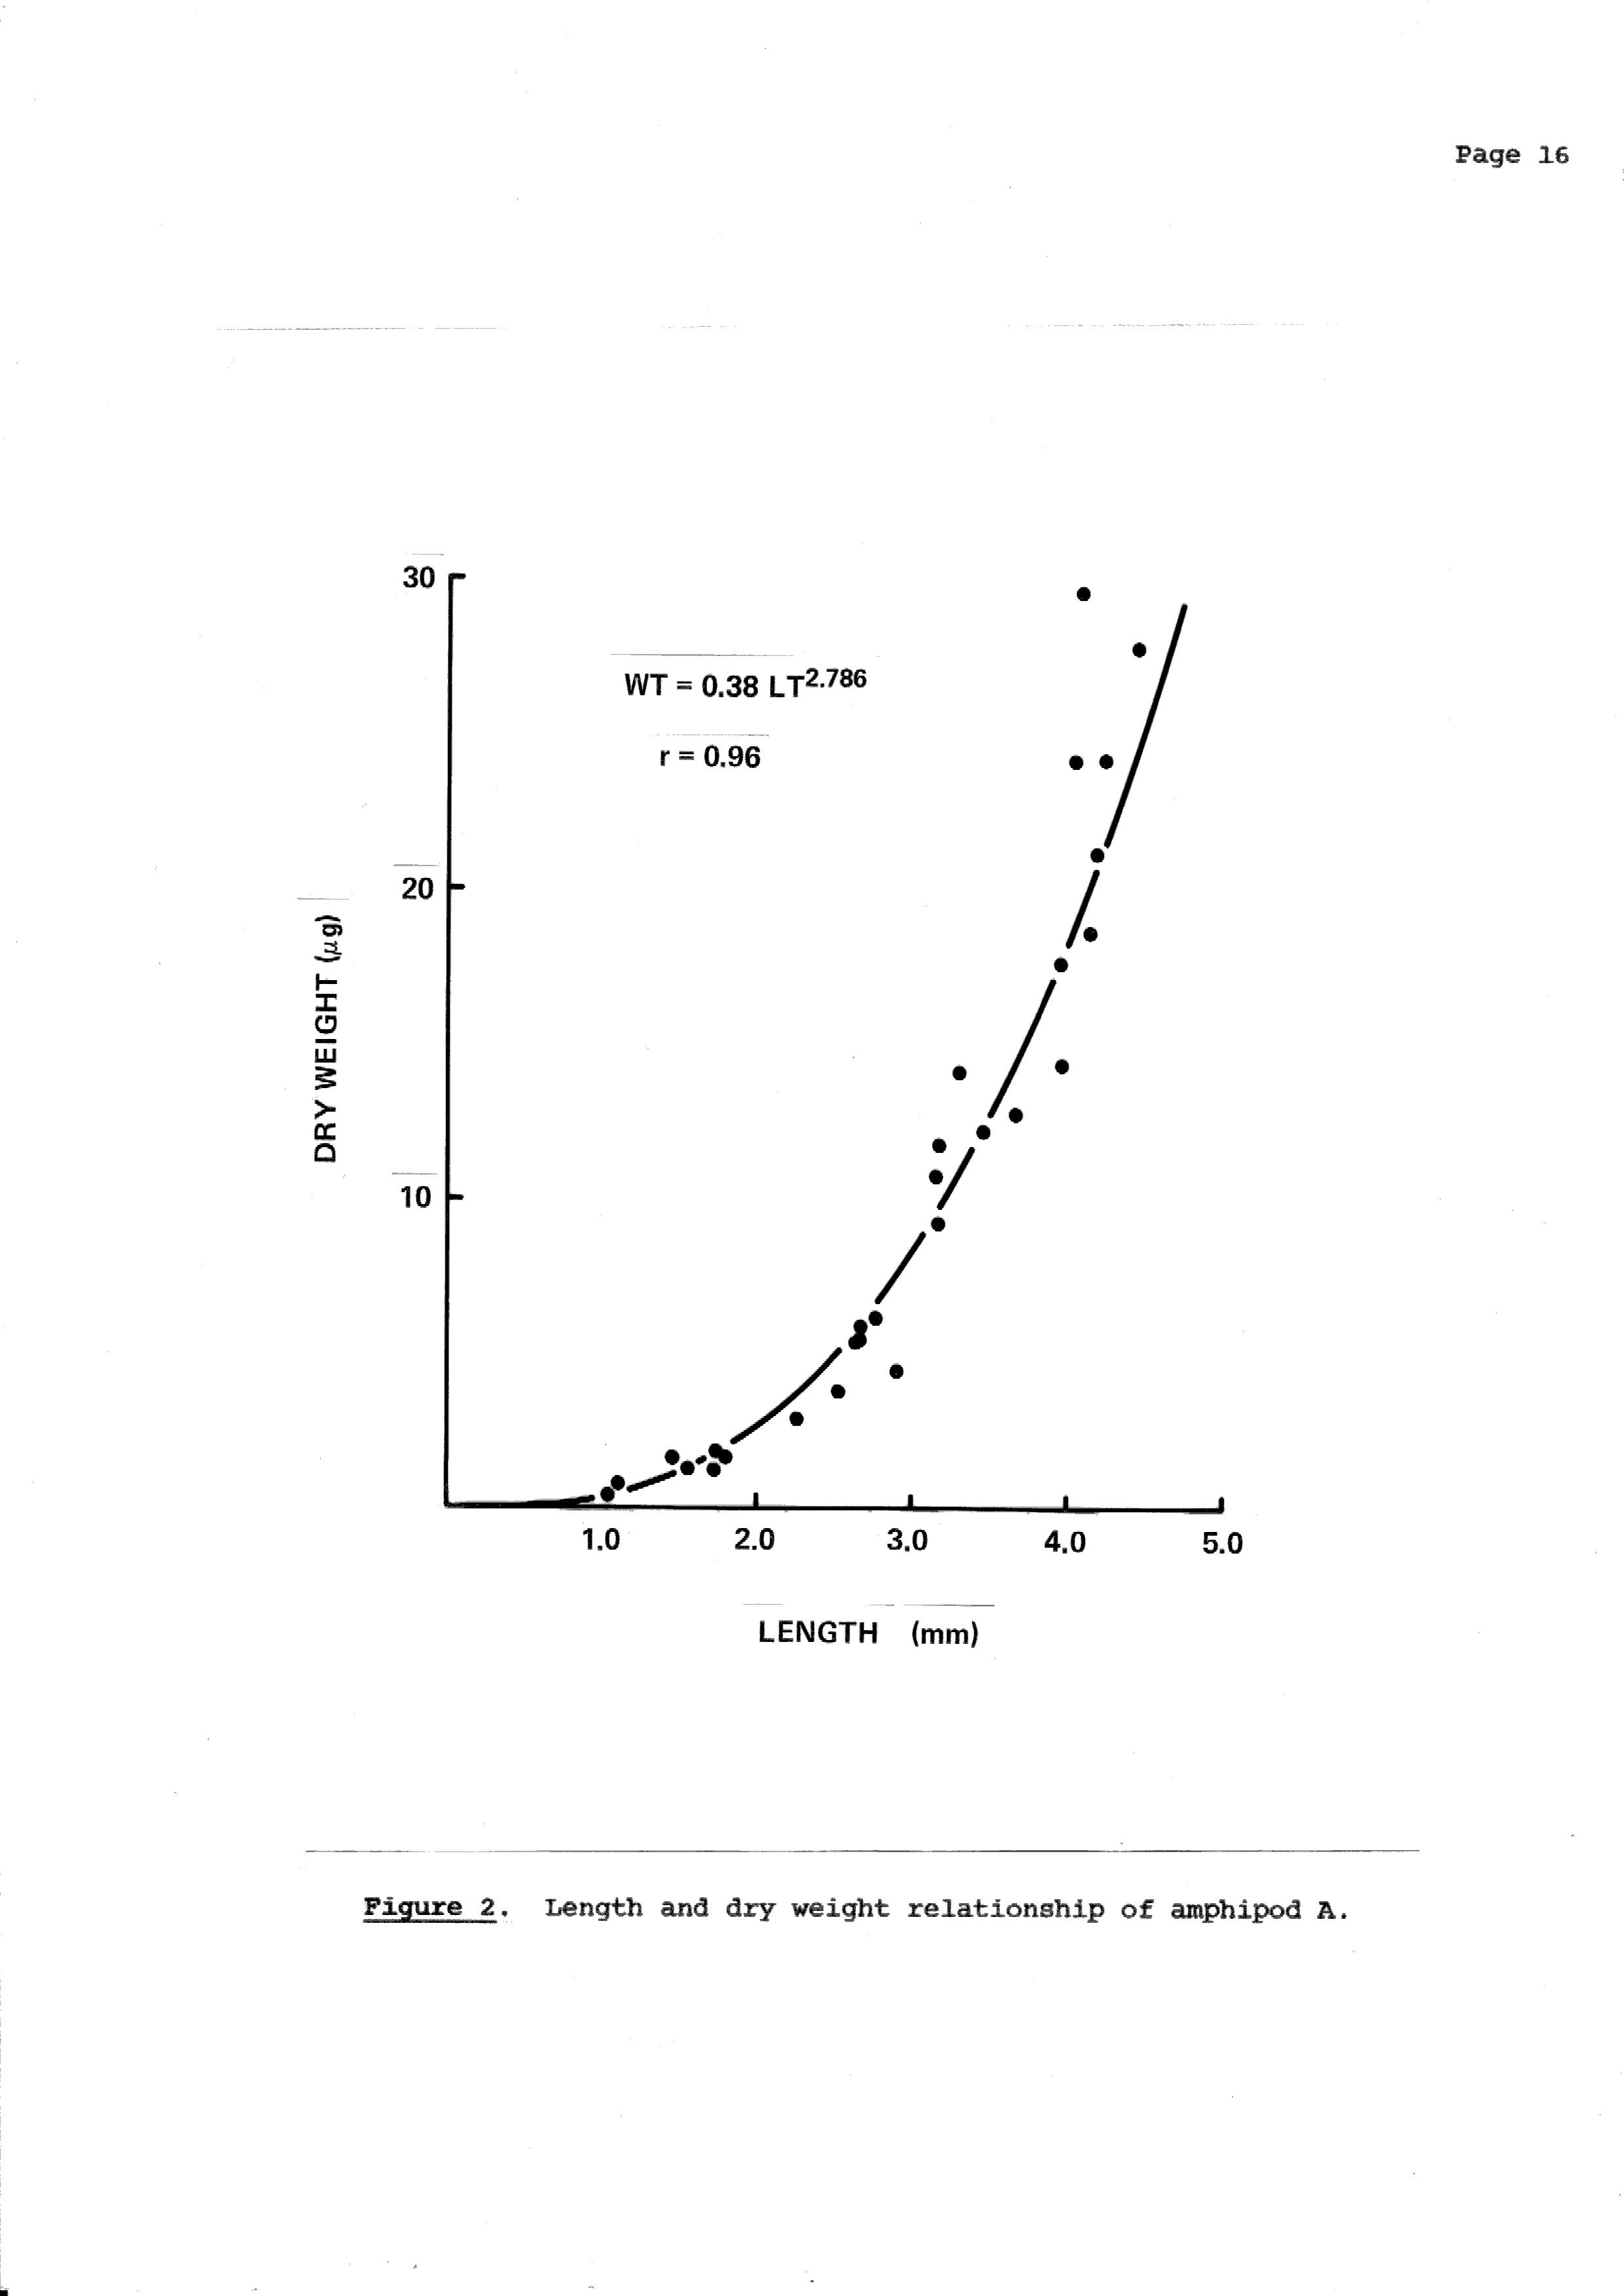 Page 16
30
WT = 0.38 LT2.786
r = 0.96
20
DRY WEIGHT (μg)
10
1.0 2.0 3.0 4.0 5.0
LENGTH (mm)
Figure 2. Length and dry weight relationship of amphipod A.